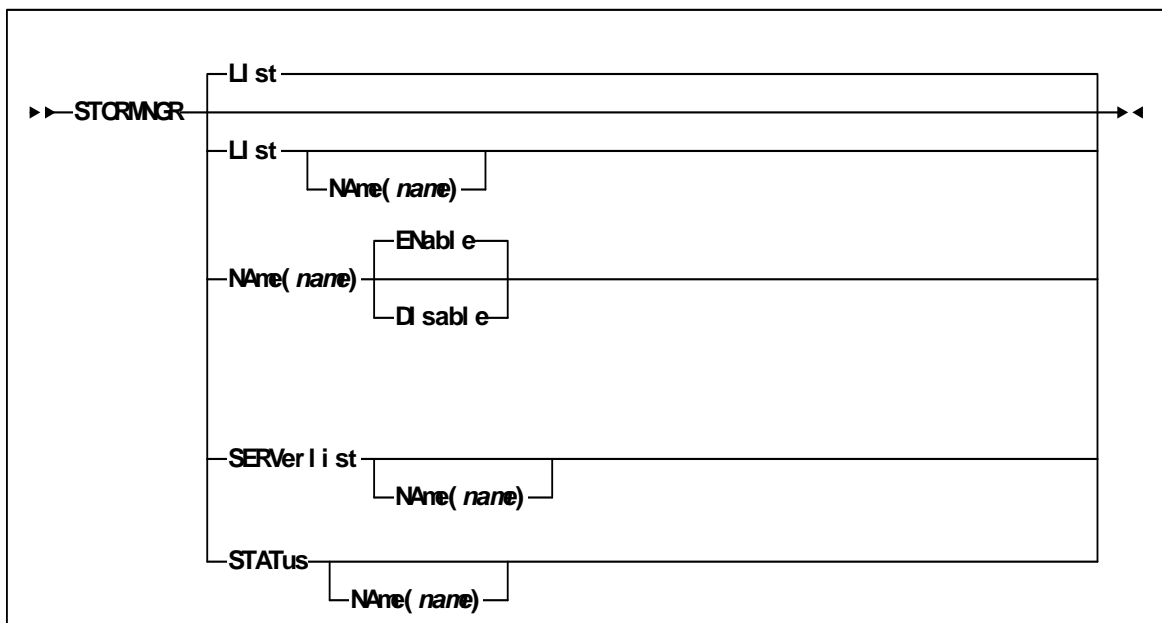 LIst
STORMNGR
LIst
NAme(name)
ENable
NAme(name)
DIsable
SERVerlist
NAme(name)
STATus
NAme(name)